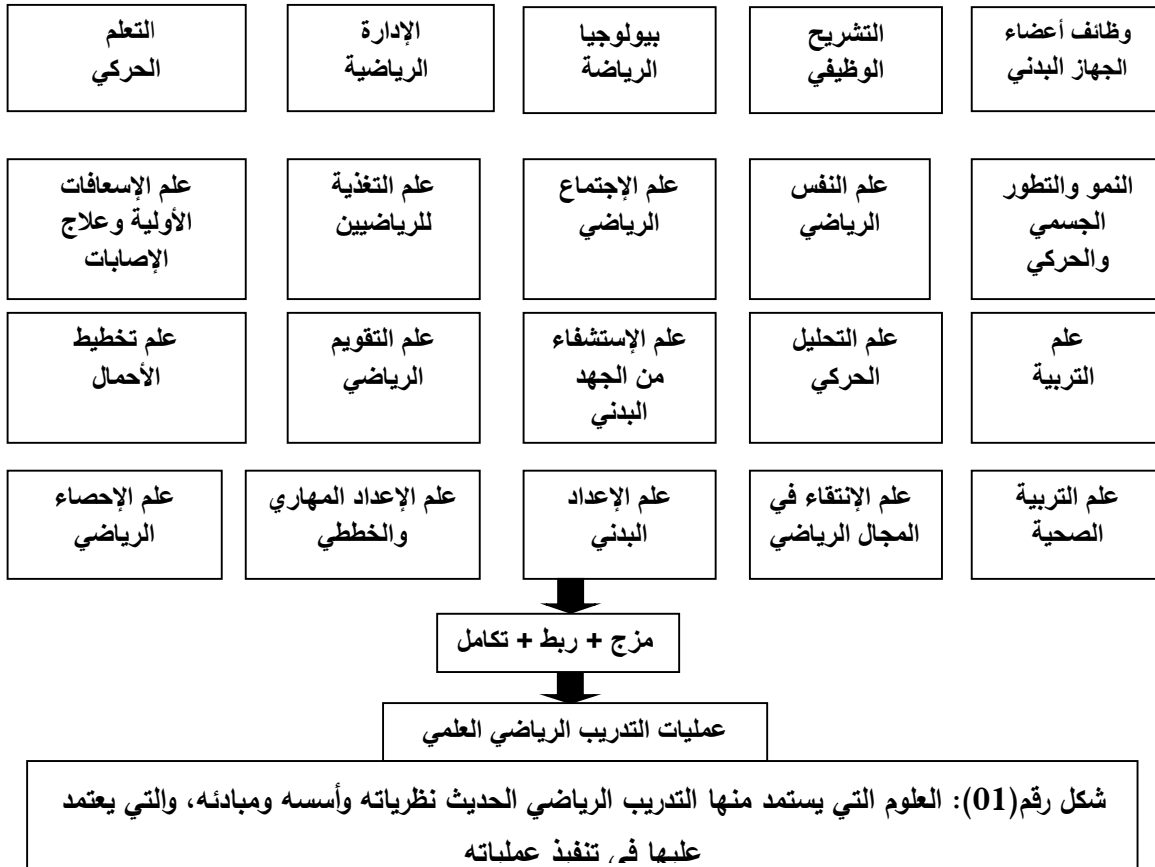 وظائف أعضاء
الجهاز البدني
التشريح
الوظيفي
بيولوجيا
الرياضة
الإدارة
الرياضية
التعلم
الحركي
النمو والتطور
الجسمي
والحركي
علم النفس
الرياضي
علم الإجتماع
الرياضي
علم التغذية
للرياضيين
علم الإسعافات
الأولية وعلاج
الإصابات
علم
التربية
علم التحليل
الحركي
علم الإستشفاء
من الجهد
البدني
علم التقويم
الرياضي
علم تخطيط
الأحمال
علم التربية
الصحية
علم الإنتقاء في
المجال الرياضي
علم الإعداد
البدني
علم الإعداد المهاري
والخططي
علم الإحصاء
الرياضي
مزج + ربط + تكامل
عمليات التدريب الرياضي العلمي
شكل رقم(01): العلوم التي يستمد منها التدريب الرياضي الحديث نظرياته وأسسه ومبادئه، والتي يعتمد
عليها في تنفيذ عملياته